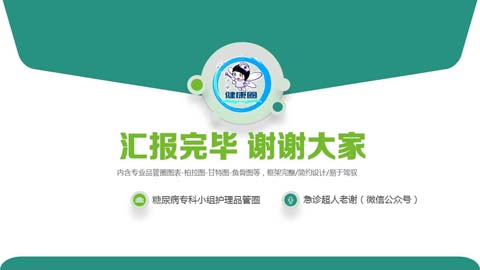 健康圈
汇报完毕 谢谢大家
内含专业品管圈图表-柏拉图-甘特图-鱼骨图等，框架完整/简约设计/易于驾驭
糖尿病专科小组护理品管圈
急诊超人老谢（微信公众号）